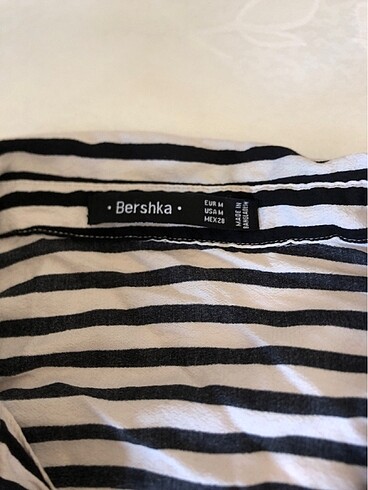 • Bershka •
EUR M
USA M
MEX 28
MADE IN
BANGLADESH